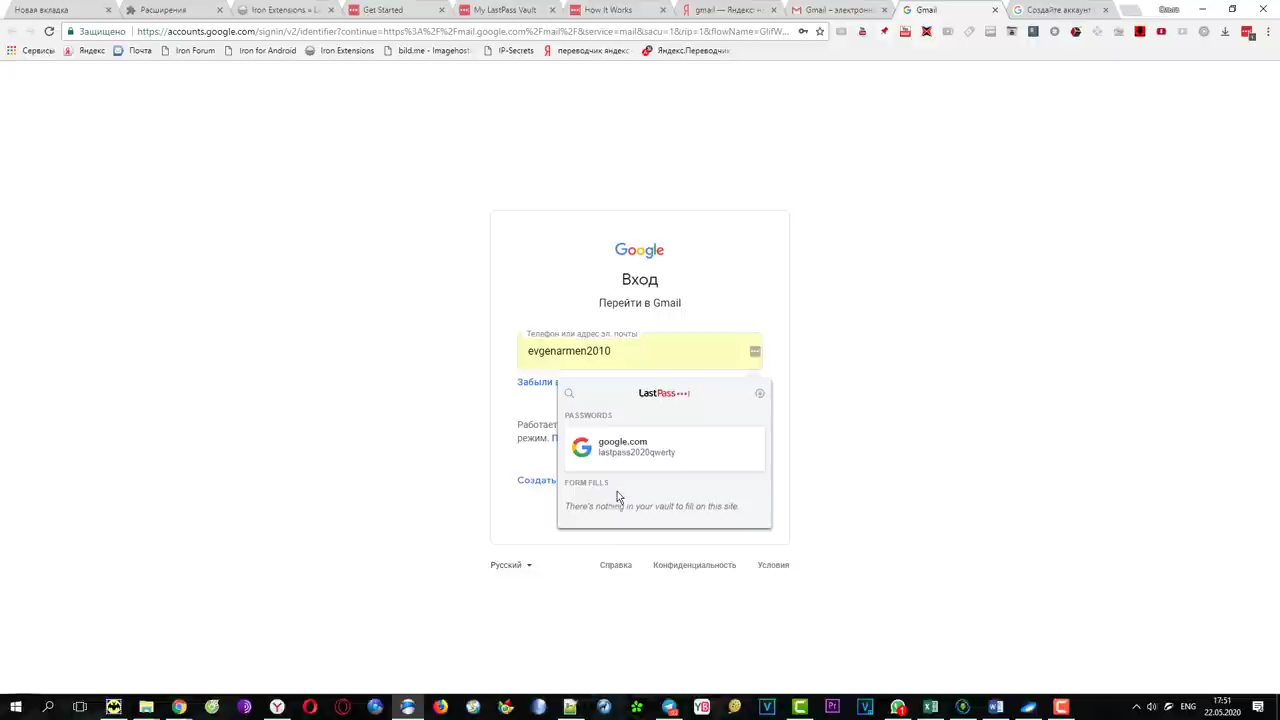 Новая вкладка
Расширения
Iron Extensions – Li
Get Started
My LastPass Vault
How It Works
gmail — Яндекс: н
Gmail – электронна
Gmail
Создайте аккаунт
Ольга
Защищено
https://accounts.google.com/signin/v2/identifier?continue=https%3A%2F%2Fmail.google.com%2Fmail%2F&service=mail&sacu=1&rip=1&flowName=GlifW...
Сервисы
Яндекс
Почта
Iron Forum
Iron for Android
Iron Extensions
bild.me - Imagehoste
IP-Secrets
переводчик яндекс
Яндекс.Переводчик
Google
Вход
Перейти в Gmail
Телефон или адрес эл. почты
evgenarmen2010
Забыли
LastPass
PASSWORDS
Работает
google.com
режим. П
lastpass2020qwerty
Создать
FORM FILLS
There's nothing in your vault to fill on this site.
Русский
Справка
Конфиденциальность
Условия
17:51
22.05.2020